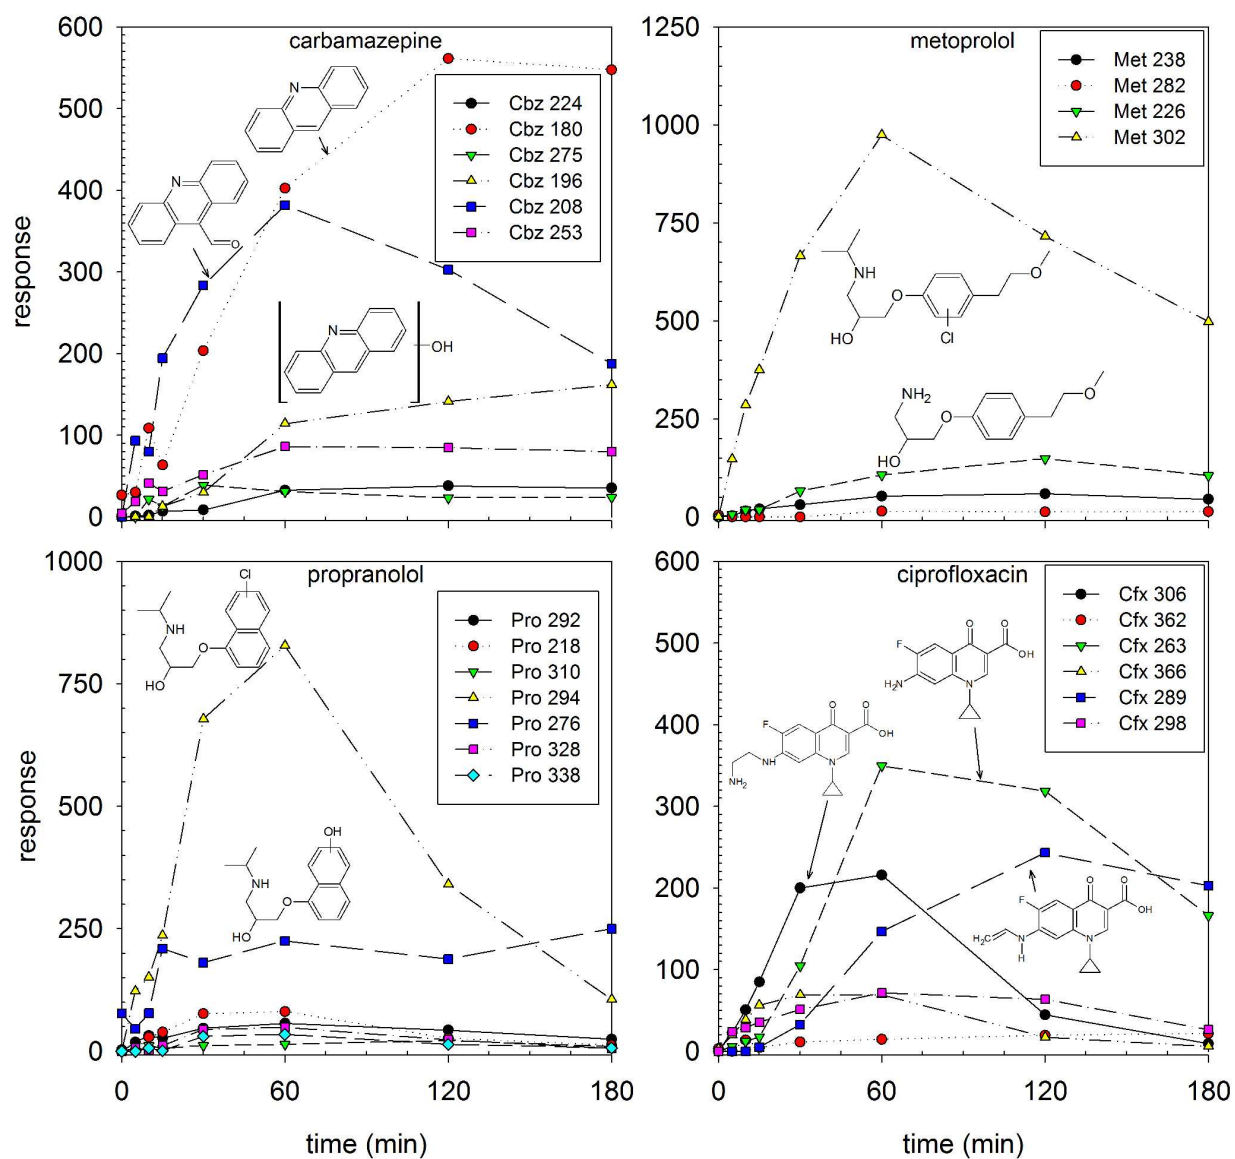 carbamazepine
600
500
400
300
200
100
0
response
Cbz 224
Cbz 180
Cbz 275
Cbz 196
Cbz 208
Cbz 253
N
N
O
N
OH
metoprolol
1250
1000
750
500
250
0
Met 238
Met 282
Met 226
Met 302
NH
O
O
HO
Cl
NH2
O
O
HO
propranolol
1000
750
500
250
0
response
Pro 292
Pro 218
Pro 310
Pro 294
Pro 276
Pro 328
Pro 338
Cl
NH
O
HO
OH
NH
O
HO
0
60
120
180
time (min)
ciprofloxacin
600
500
400
300
200
100
0
Cfx 306
Cfx 362
Cfx 263
Cfx 366
Cfx 289
Cfx 298
O
O
F
OH
H2N
N
O
O
F
OH
NH
N
NH2
O
O
F
OH
H2C
N
H
N
0
60
120
180
time (min)